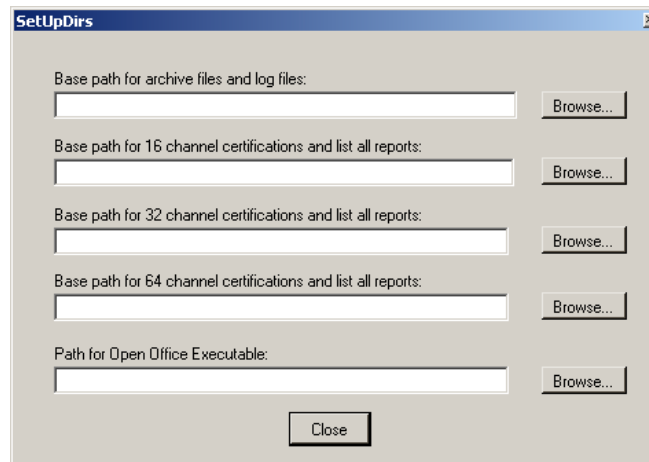 SetUpDirs
Base path for archive files and log files:
Browse...
Base path for 16 channel certifications and list all reports:
Browse...
Base path for 32 channel certifications and list all reports:
Browse...
Base path for 64 channel certifications and list all reports:
Browse...
Path for Open Office Executable:
Browse...
Close